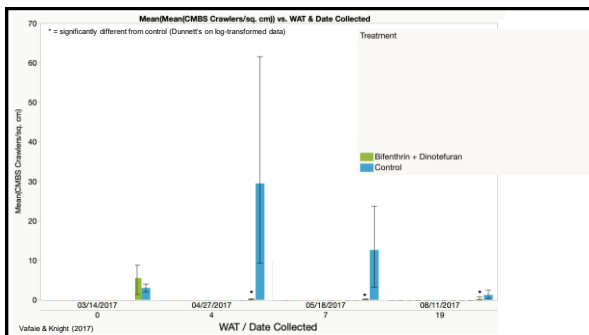 Mean(Mean(CMBS Crawlers/sq. cm)) vs. WAT & Date Collected
* = significantly different from control (Dunnett's on log-transformed data)
Treatment
Bifenthrin + Dinotefuran
Control
Mean(CMBS Crawlers/sq. cm)
70
60
50
40
30
20
10
0
* * *
03/14/2017 04/27/2017 05/18/2017 08/11/2017
0 4 7 19
WAT / Date Collected
Vafaie & Knight (2017)